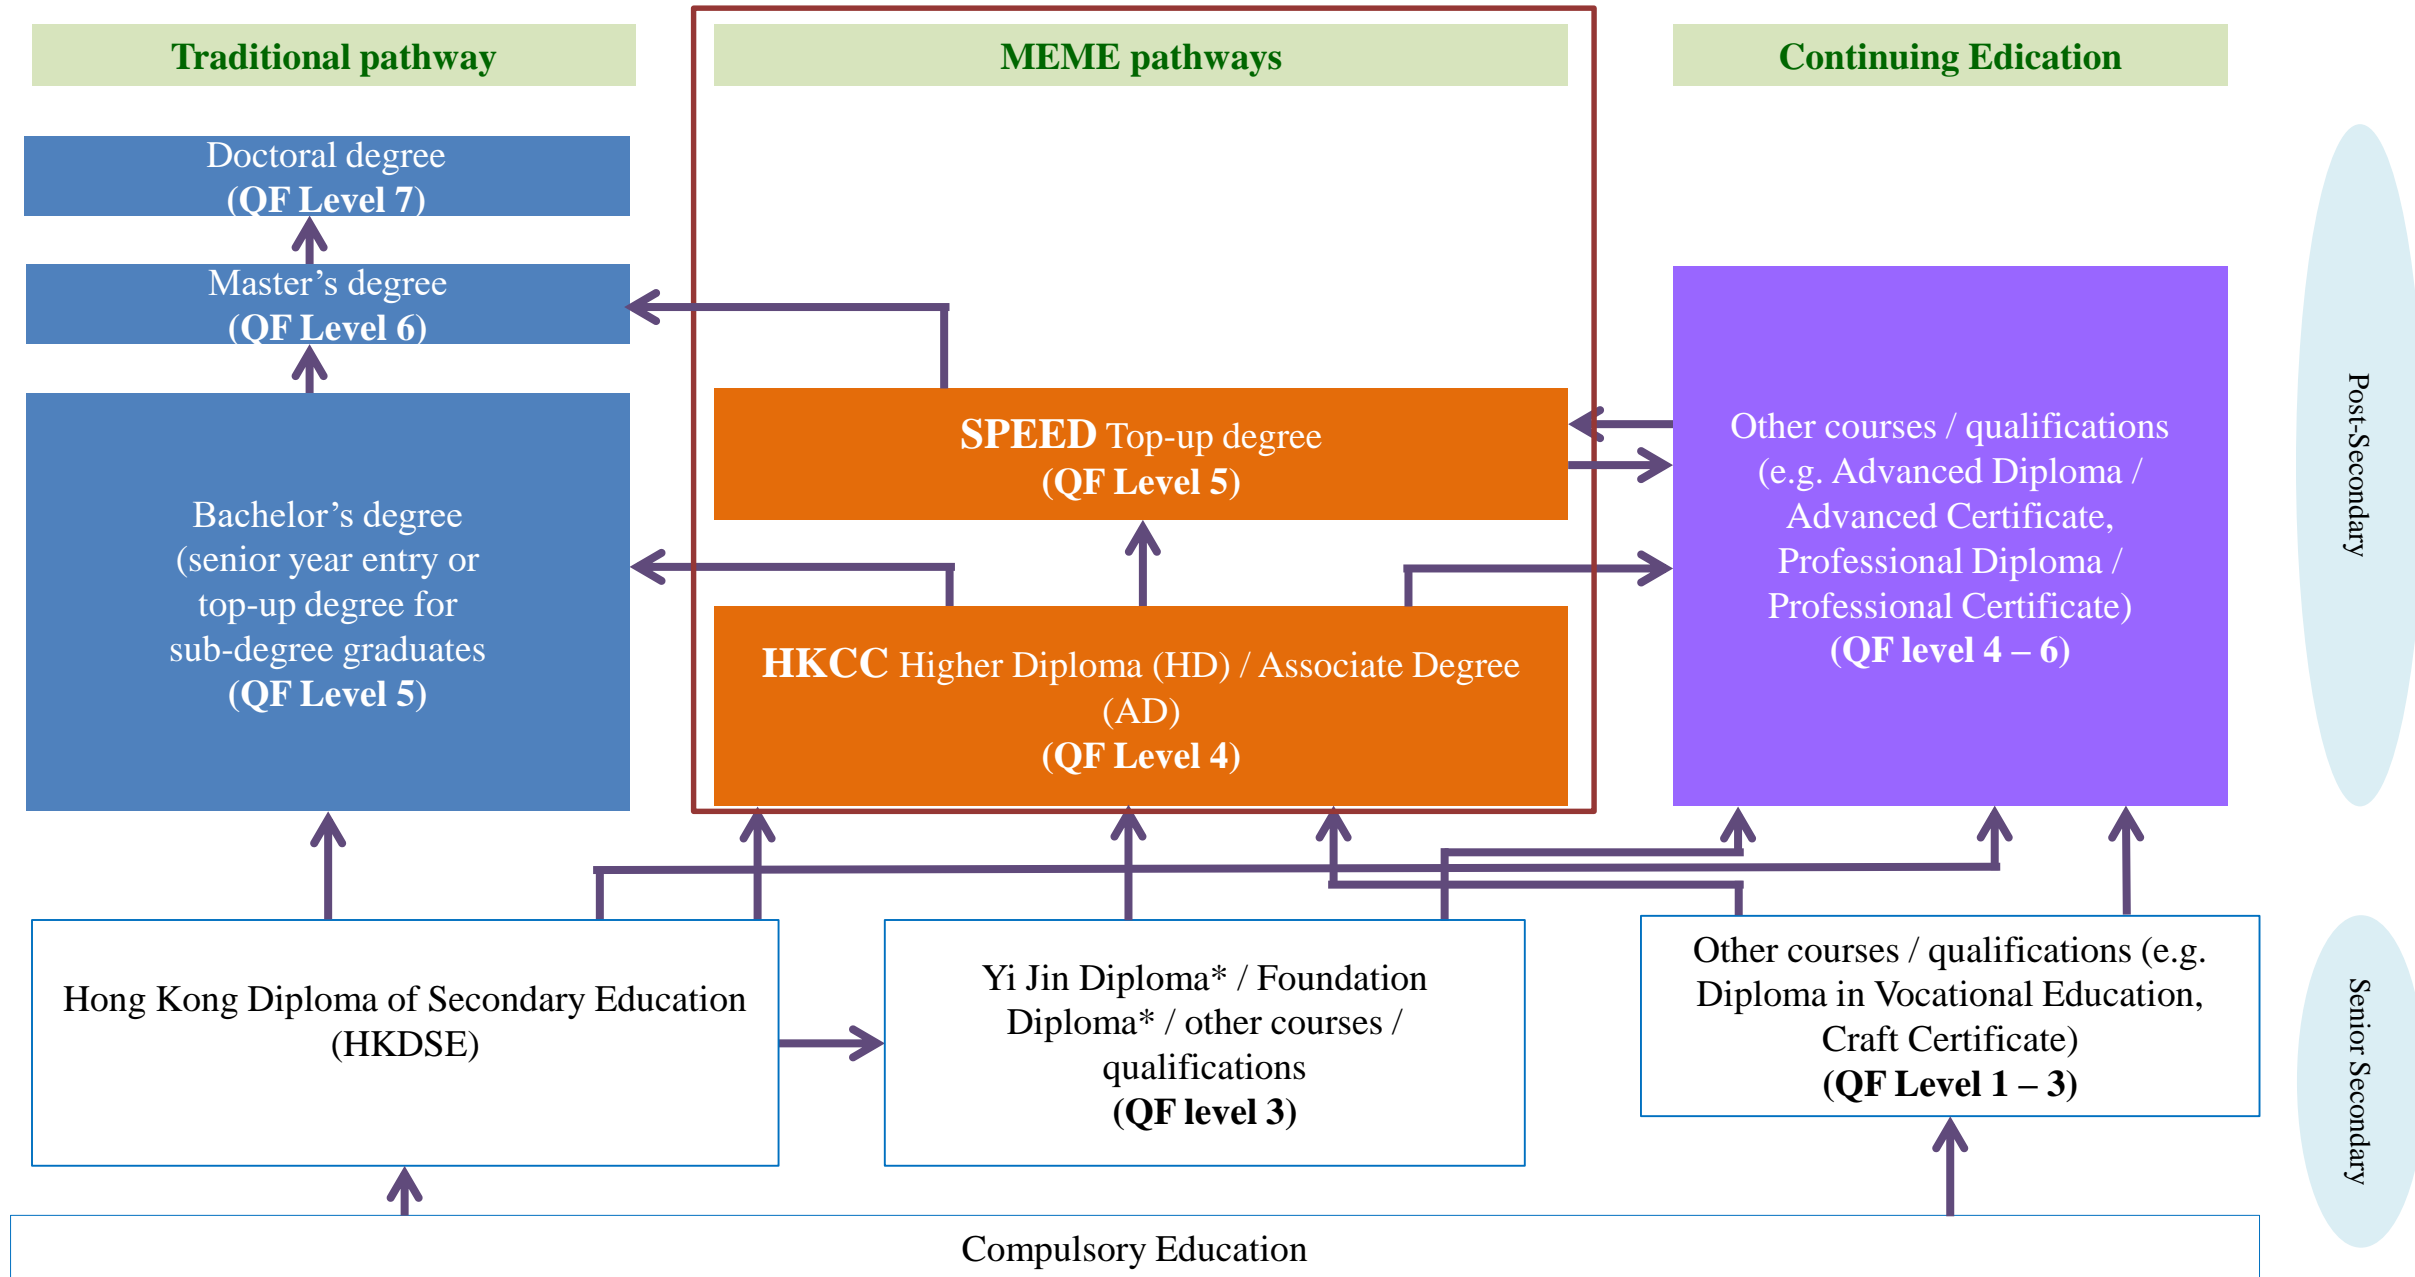 Traditional pathway
MEME pathways
Continuing Edication
Doctoral degree
(QF Level 7)
Master's degree
(QF Level 6)
Bachelor's degree
(senior year entry or
top-up degree for
sub-degree graduates
(QF Level 5)
SPEED Top-up degree
(QF Level 5)
HKCC Higher Diploma (HD) / Associate Degree
(AD)
(QF Level 4)
Other courses / qualifications
(e.g. Advanced Diploma /
Advanced Certificate,
Professional Diploma /
Professional Certificate)
(QF level 4 – 6)
Post-Secondary
Hong Kong Diploma of Secondary Education
(HKDSE)
Yi Jin Diploma* / Foundation
Diploma* / other courses /
qualifications
(QF level 3)
Other courses / qualifications (e.g.
Diploma in Vocational Education,
Craft Certificate)
(QF Level 1 – 3)
Senior Secondary
Compulsory Education